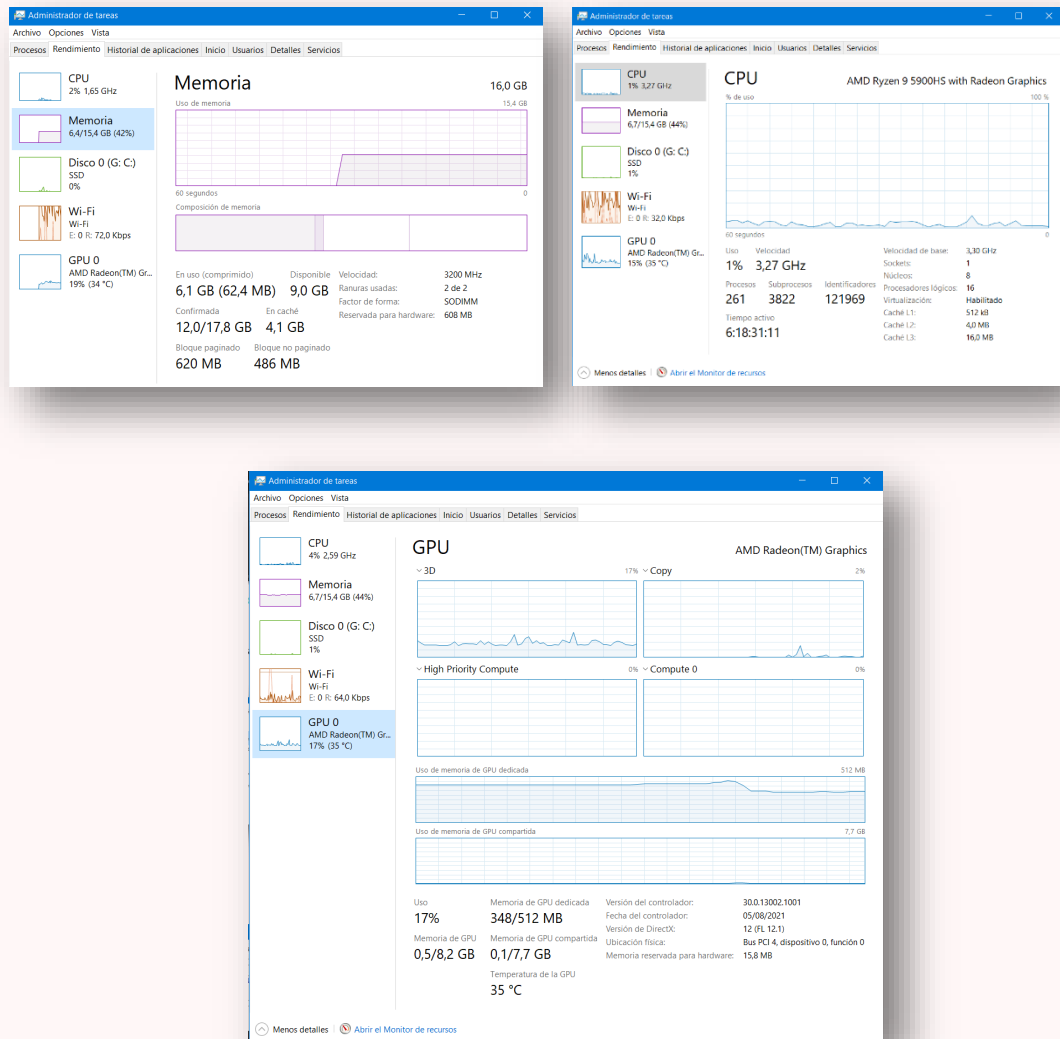 Administrador de tareas
Archivo Opciones Vista
Procesos Rendimiento Historial de aplicaciones Inicio Usuarios Detalles Servicios
CPU
2% 1,65 GHz
Memoria
6,4/15,4 GB (42%)
Disco 0 (G: C:)
SSD
0%
Wi-Fi
Wi-Fi
E: 0 R: 72,0 Kbps
GPU 0
AMD Radeon(TM) Gr...
19% (34 °C)
Memoria 16,0 GB
Uso de memoria 15,4 GB
60 segundos 0
Composición de memoria
En uso (comprimido) Disponible Velocidad: 3200 MHz
6,1 GB (62,4 MB) 9,0 GB Ranuras usadas: 2 de 2
Factor de forma: SODIMM
Confirmada En caché Reservada para hardware: 608 MB
12,0/17,8 GB 4,1 GB
Bloque paginado Bloque no paginado
620 MB 486 MB
Administrador de tareas
Archivo Opciones Vista
Procesos Rendimiento Historial de aplicaciones Inicio Usuarios Detalles Servicios
CPU
1% 3,27 GHz
Memoria
6,7/15,4 GB (44%)
Disco 0 (G: C:)
SSD
1%
Wi-Fi
Wi-Fi
E: 0 R: 32,0 Kbps
GPU 0
AMD Radeon(TM) Gr...
15% (35 °C)
CPU AMD Ryzen 9 5900HS with Radeon Graphics
% de uso 100 %
60 segundos 0
Uso Velocidad Velocidad de base: 3,30 GHz
1% 3,27 GHz Sockets: 1
Núcleos: 8
Procesos Subprocesos Identificadores Procesadores lógicos: 16
261 3822 121969 Virtualización: Habilitado
Caché L1: 512 kB
Tiempo activo Caché L2: 4,0 MB
6:18:31:11 Caché L3: 16,0 MB
Menos detalles Abrir el Monitor de recursos
Administrador de tareas
Archivo Opciones Vista
Procesos Rendimiento Historial de aplicaciones Inicio Usuarios Detalles Servicios
CPU
4% 2,59 GHz
Memoria
6,7/15,4 GB (44%)
Disco 0 (G: C:)
SSD
1%
Wi-Fi
Wi-Fi
E: 0 R: 64,0 Kbps
GPU 0
AMD Radeon(TM) Gr...
17% (35 °C)
GPU AMD Radeon(TM) Graphics
3D 17% Copy 2%
High Priority Compute 0% Compute 0 0%
Uso de memoria de GPU dedicada 512 MB
Uso de memoria de GPU compartida 7,7 GB
Uso Memoria de GPU dedicada Versión del controlador: 30.0.13002.1001
17% 348/512 MB Fecha del controlador: 05/08/2021
Versión de DirectX: 12 (FL 12.1)
Memoria de GPU Memoria de GPU compartida Ubicación física: Bus PCI 4, dispositivo 0, función 0
0,5/8,2 GB 0,1/7,7 GB Memoria reservada para hardware: 15,8 MB
Temperatura de la GPU
35 °C
Menos detalles Abrir el Monitor de recursos